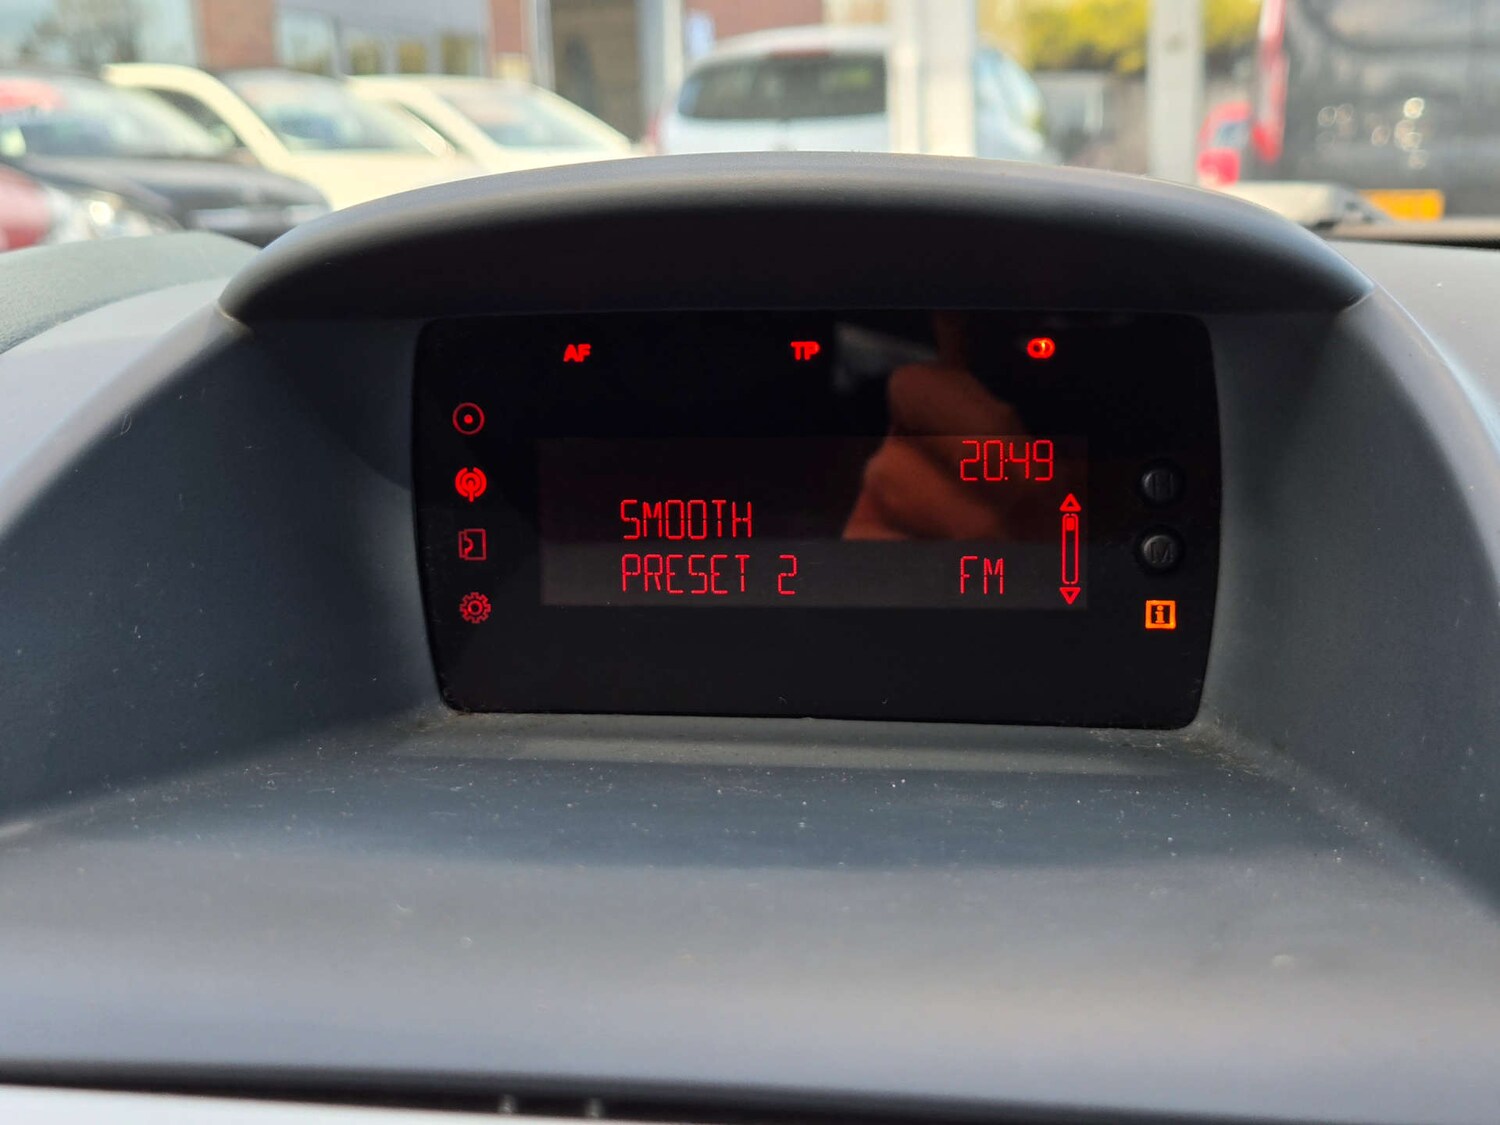 AF TP
20:49
SMOOTH
PRESET 2 FM
H
M
i